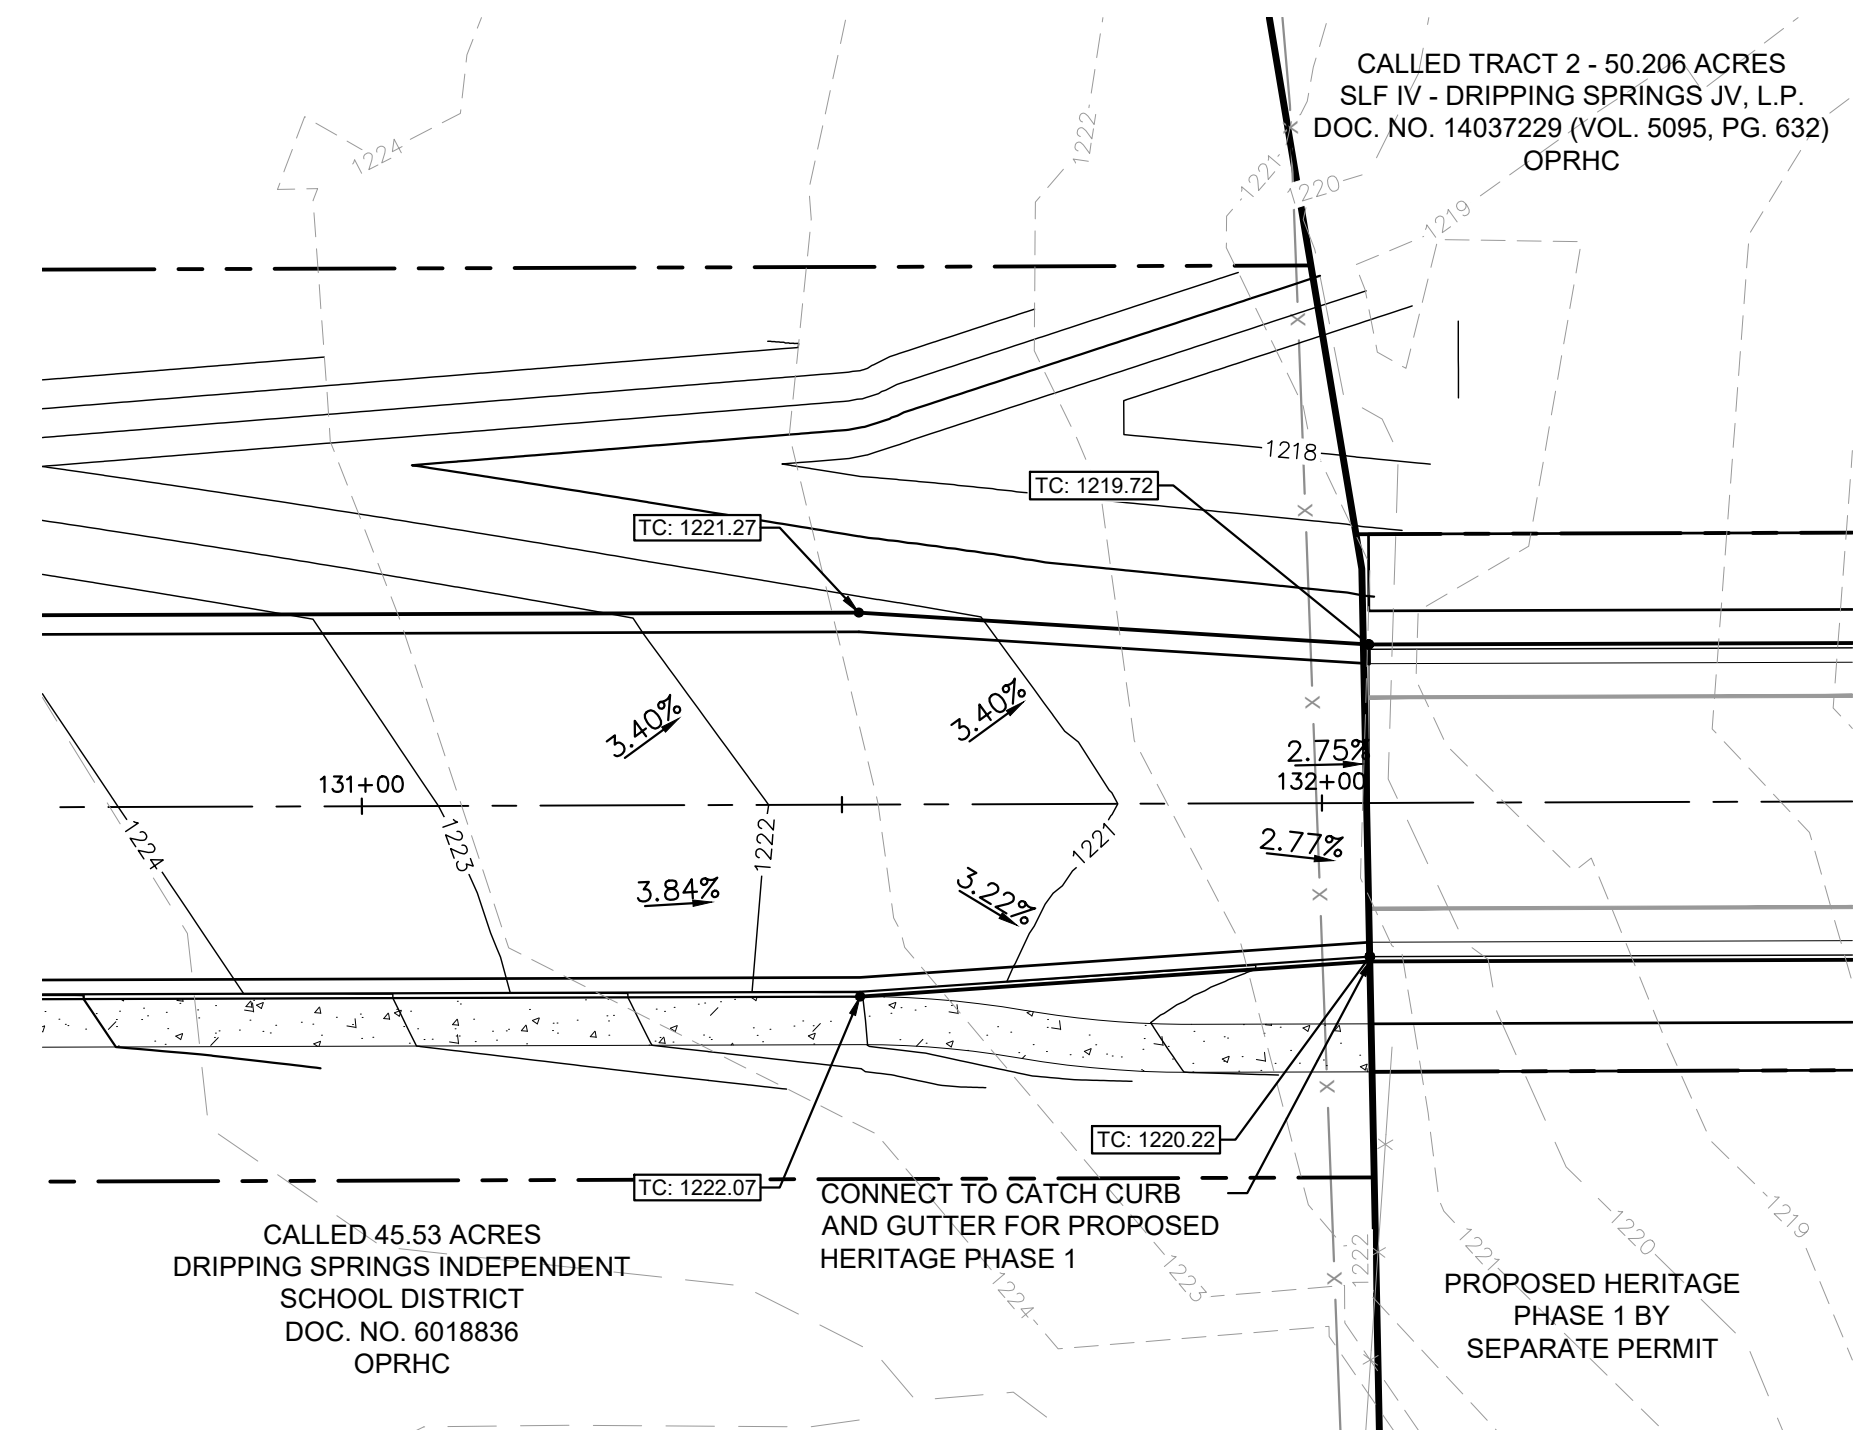 CALLED TRACT 2 - 50.206 ACRES
SLF IV - DRIPPING SPRINGS JV, L.P.
DOC. NO. 14037229 (VOL. 5095, PG. 632)
OPRHC
1224
1222
1221
1220
1219
1218
TC: 1219.72
TC: 1221.27
3.40%
3.40%
2.75%
131+00
132+00
1224
1223
1222
1221
2.77%
3.84%
3.22%
TC: 1220.22
TC: 1222.07
CONNECT TO CATCH CURB
AND GUTTER FOR PROPOSED
HERITAGE PHASE 1
CALLED 45.53 ACRES
DRIPPING SPRINGS INDEPENDENT
SCHOOL DISTRICT
DOC. NO. 6018836
OPRHC
1224
1223
1222
1221
1220
1219
PROPOSED HERITAGE
PHASE 1 BY
SEPARATE PERMIT